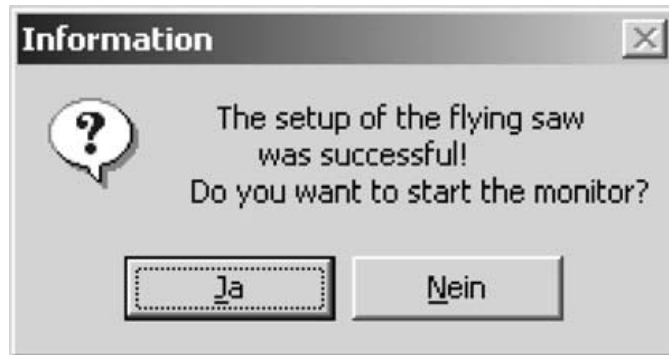 Information
The setup of the flying saw
was successful!
Do you want to start the monitor?
Ja Nein